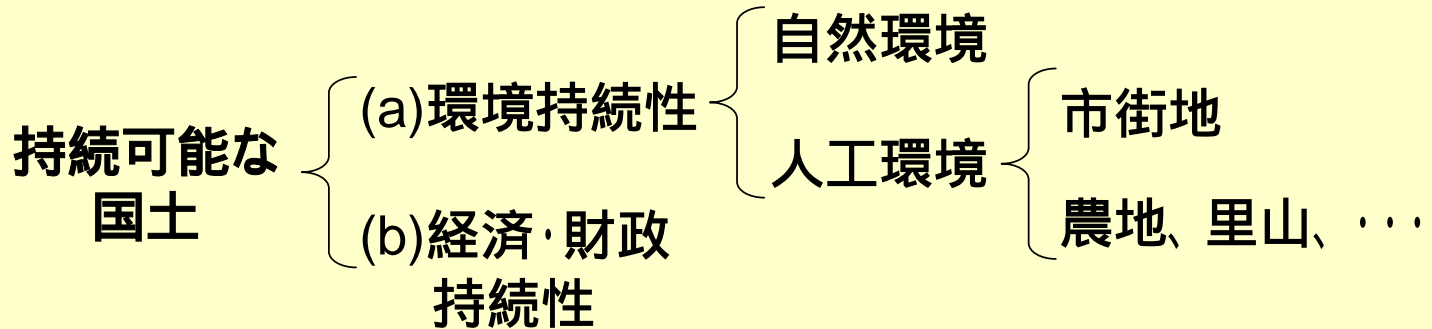 持続可能な
国土
(a)環境持続性
(b)経済・財政
持続性
自然環境
人工環境
市街地
農地、里山、・・・